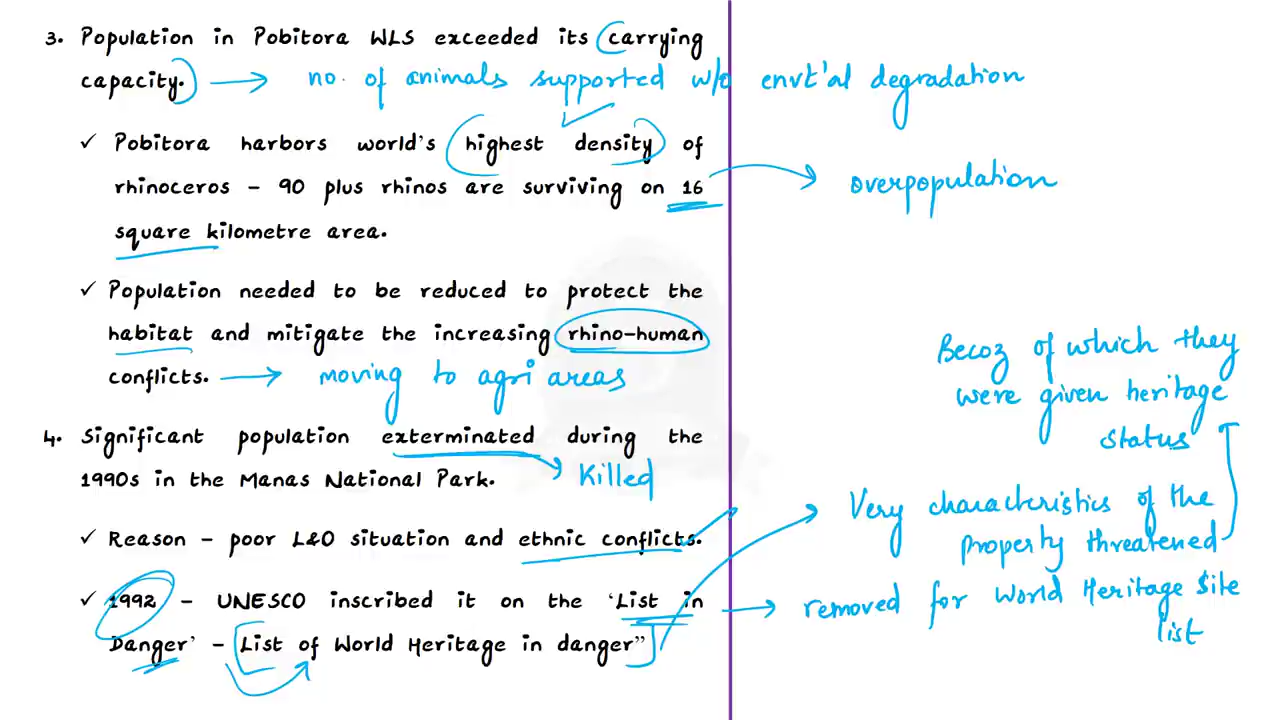 3. Population in Pobitora WLS exceeded its carrying
capacity. → no. of animals supported w/o envt'al degradation
✓ Pobitora harbors world's highest density of
rhinoceros – 90 plus rhinos are surviving on 16
square kilometre area.
overpopulation
✓ Population needed to be reduced to protect the
habitat and mitigate the increasing rhino-human
conflicts. → moving to agri areas
4. Significant population exterminated during the
1990s in the Manas National Park.
Killed
✓ Reason – poor L&O situation and ethnic conflicts.
✓ 1992 – UNESCO inscribed it on the 'List in
Danger' – List of World Heritage in danger"
Becoz of which they
were given heritage
status
Very characteristics of the
property threatened
→ removed for World Heritage Site
list